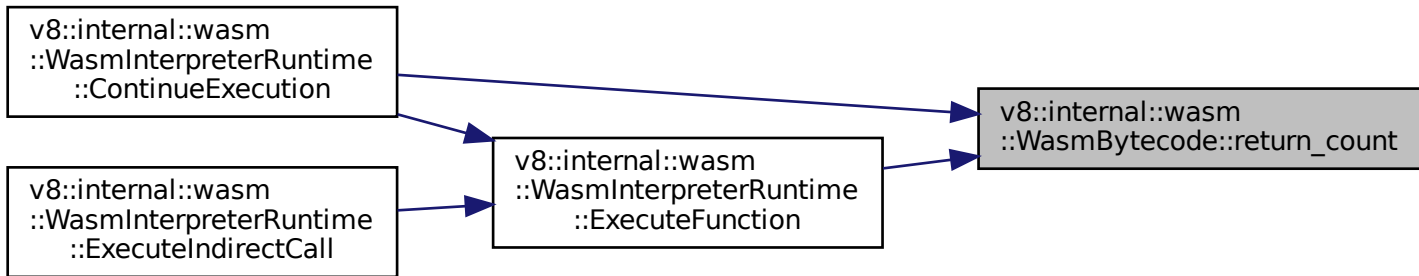 v8::internal::wasm
::WasmInterpreterRuntime
::ContinueExecution
v8::internal::wasm
::WasmInterpreterRuntime
::ExecuteIndirectCall
v8::internal::wasm
::WasmInterpreterRuntime
::ExecuteFunction
v8::internal::wasm
::WasmBytecode::return_count